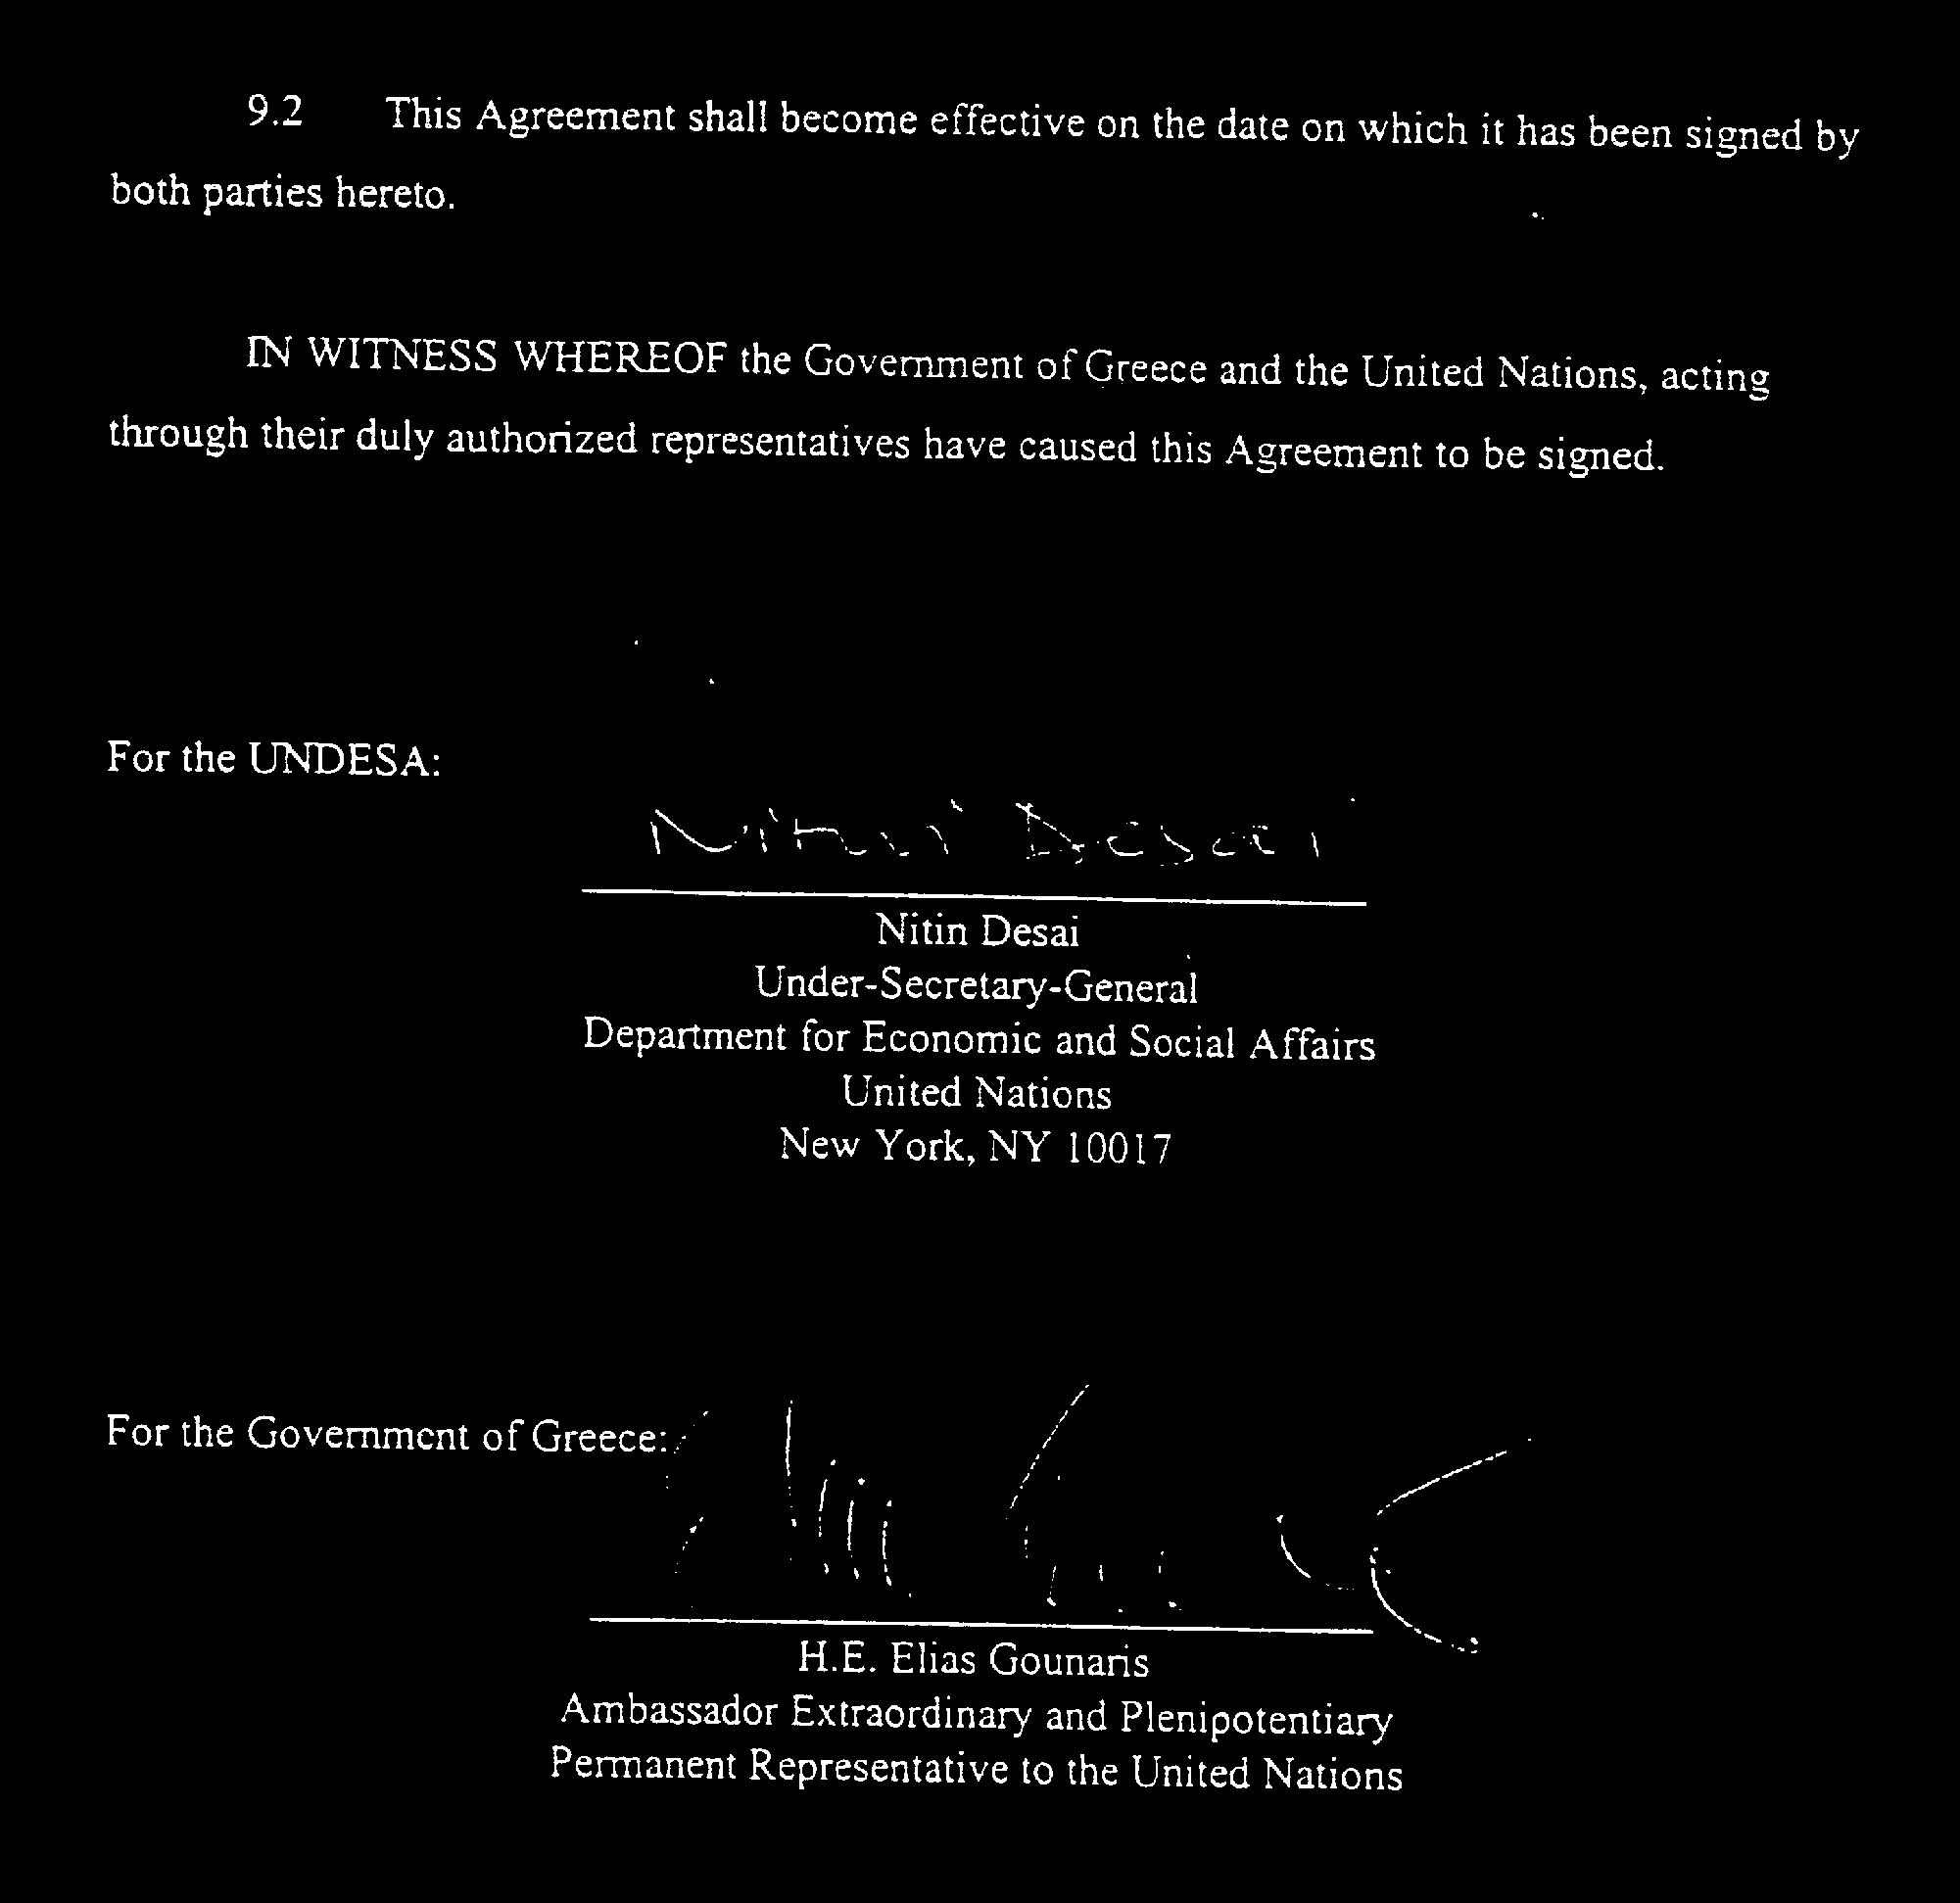 9.2 This Agreement shall become effective on the date on which it has been signed by
both parties hereto.
IN WITNESS WHEREOF the Government of Greece and the United Nations, acting
through their duly authorized representatives have caused this Agreement to be signed.
For the UNDESA:
Nitin Desai
Nitin Desai
Under-Secretary-General
Department for Economic and Social Affairs
United Nations
New York, NY 10017
For the Government of Greece:
H.E. Elias Gounaris
Ambassador Extraordinary and Plenipotentiary
Permanent Representative to the United Nations